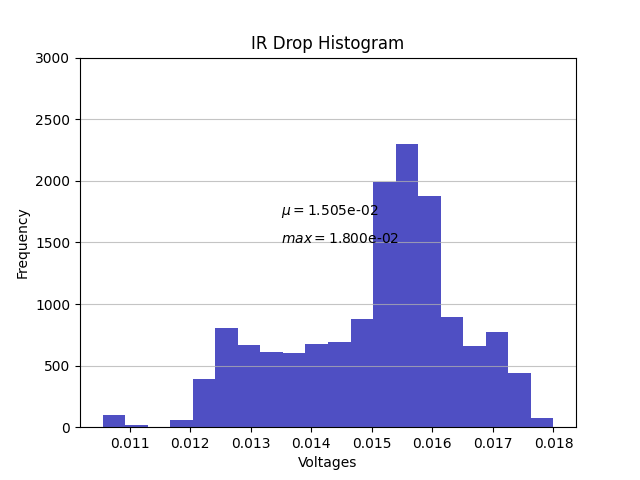 IR Drop Histogram
3000
2500
2000
1500
1000
500
0
Frequency
μ = 1.505e-02
max = 1.800e-02
0.011 0.012 0.013 0.014 0.015 0.016 0.017 0.018
Voltages